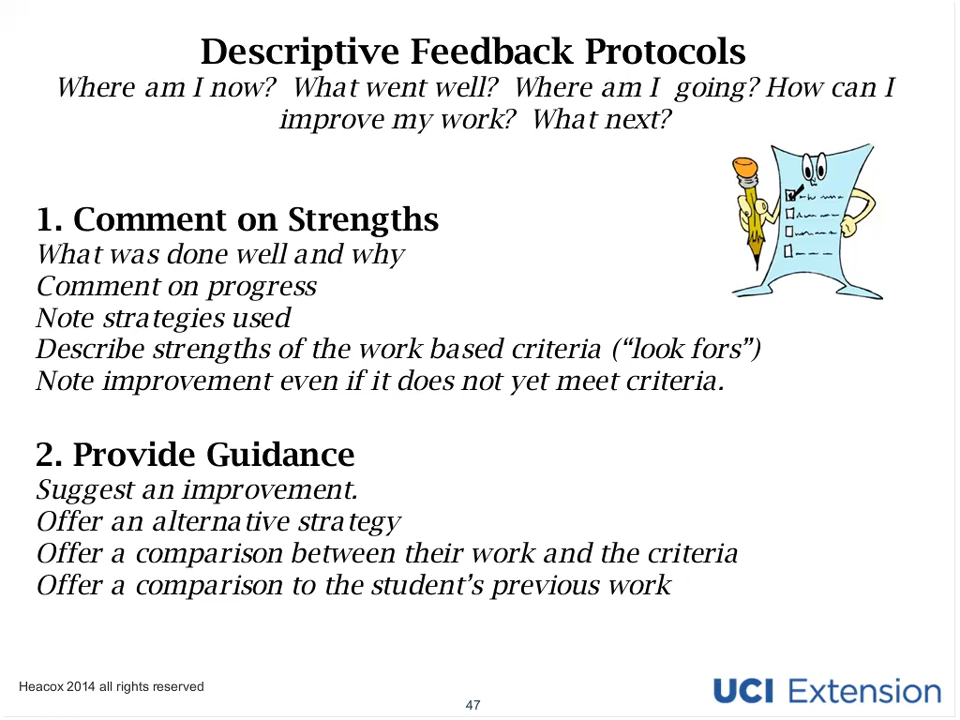 Descriptive Feedback Protocols
Where am I now? What went well? Where am I going? How can I
improve my work? What next?
1. Comment on Strengths
What was done well and why
Comment on progress
Note strategies used
Describe strengths of the work based criteria (“look fors”)
Note improvement even if it does not yet meet criteria.
2. Provide Guidance
Suggest an improvement.
Offer an alternative strategy
Offer a comparison between their work and the criteria
Offer a comparison to the student’s previous work
Heacox 2014 all rights reserved
47
UCI Extension